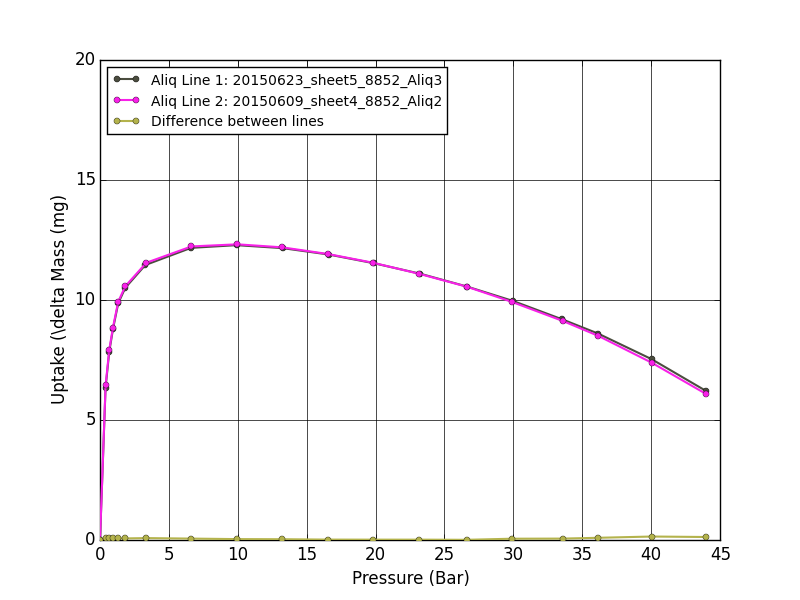 20
Aliq Line 1: 20150623_sheet5_8852_Aliq3
Aliq Line 2: 20150609_sheet4_8852_Aliq2
Difference between lines
15
10
5
0
Uptake (\delta Mass (mg)
0 5 10 15 20 25 30 35 40 45
Pressure (Bar)